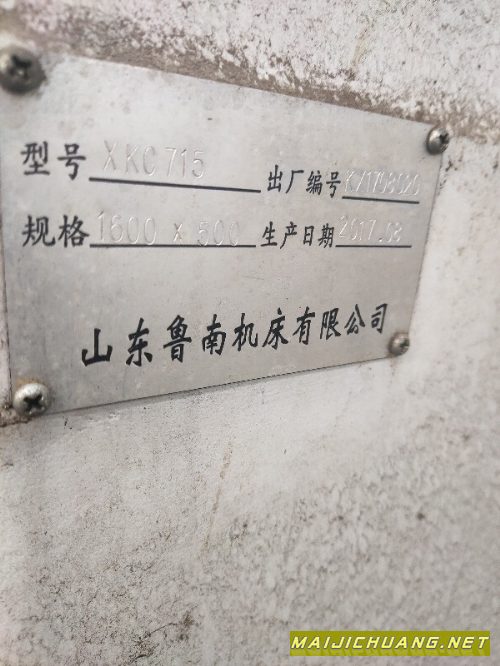 型号 XKC715 出厂编号
规格 1600 x 500 生产日期 2017.08
山东鲁南机床有限公司
MAIJICHUANG.NET